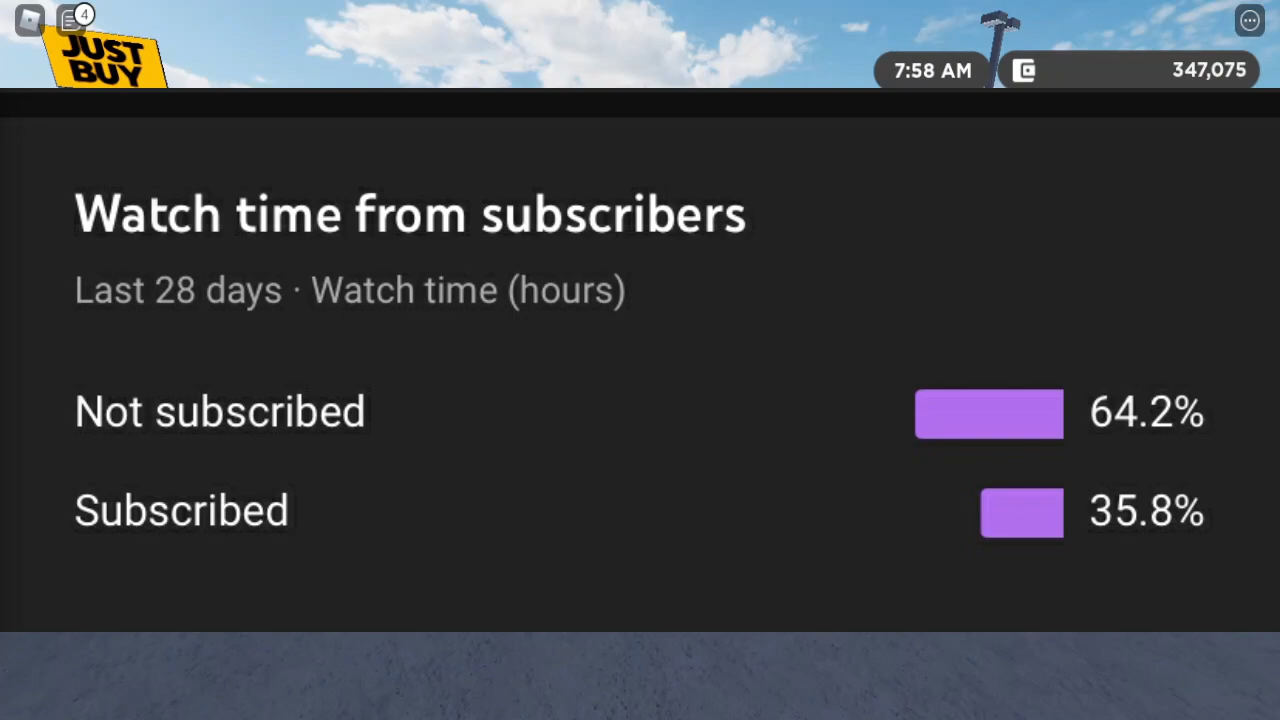 4
JUST
BUY
7:58 AM
347,075
Watch time from subscribers
Last 28 days · Watch time (hours)
Not subscribed
64.2%
Subscribed
35.8%